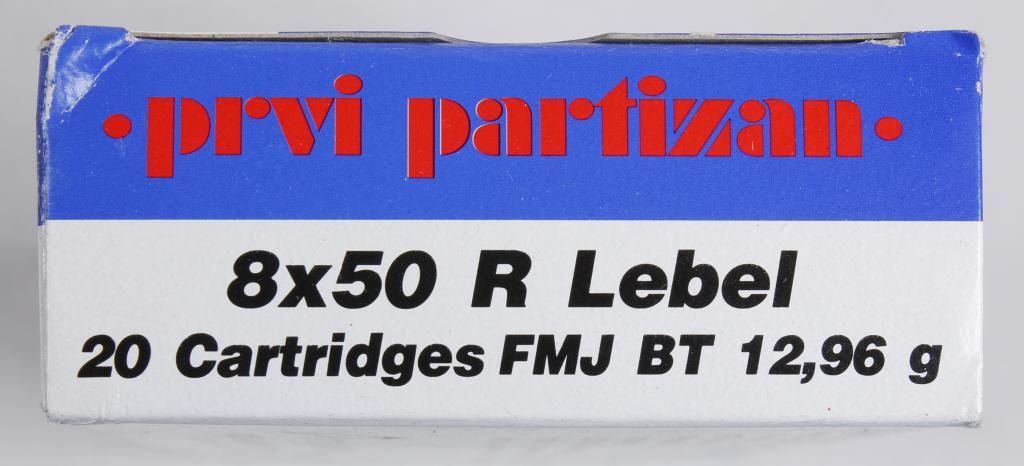 •prvi partizan•
8x50 R Lebel
20 Cartridges FMJ BT 12,96 g